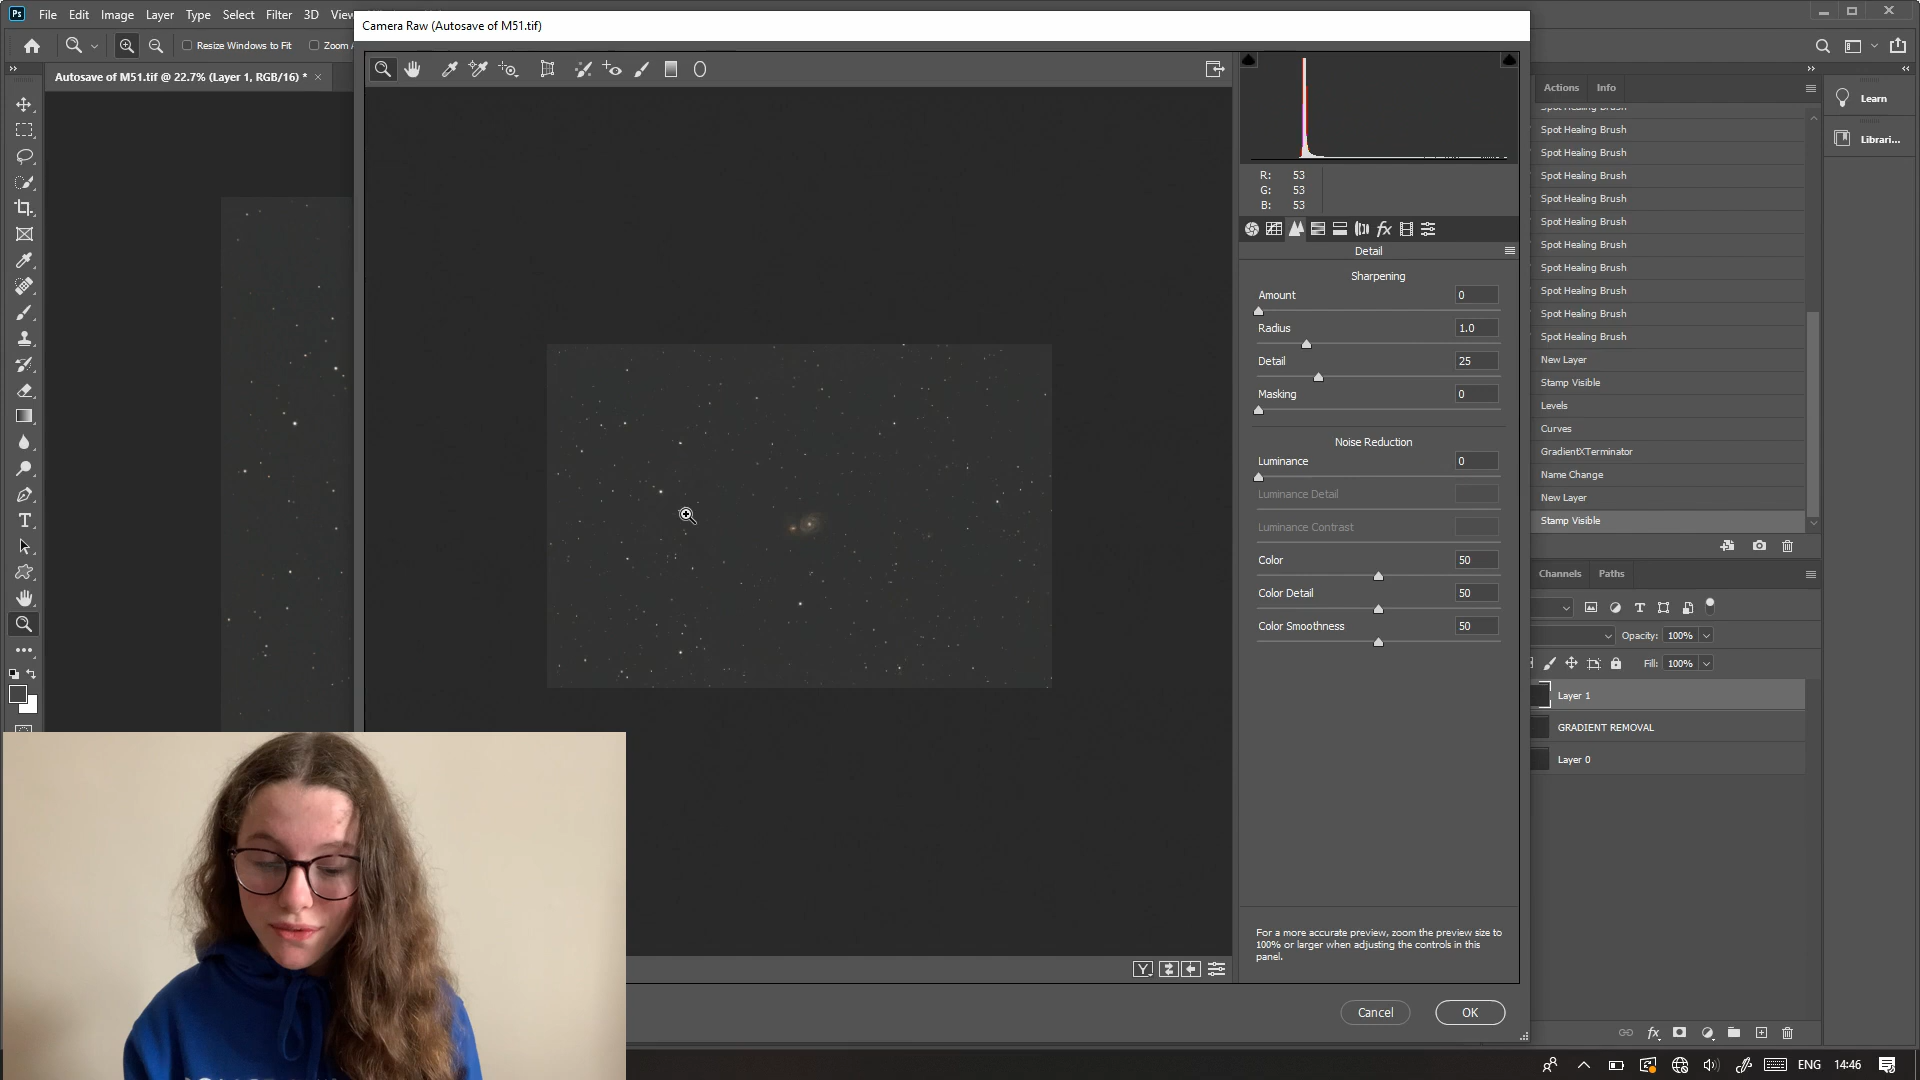 Ps File Edit Image Layer Type Select Filter 3D View
Camera Raw (Autosave of M51.tif)
Resize Windows to Fit Zoom
Autosave of M51.tif @ 22.7% (Layer 1, RGB/16) *
R: 53
G: 53
B: 53
fx
Detail
Sharpening
Amount 0
Radius 1.0
Detail 25
Masking 0
Noise Reduction
Luminance 0
Luminance Detail
Luminance Contrast
Color 50
Color Detail 50
Color Smoothness 50
For a more accurate preview, zoom the preview size to
100% or larger when adjusting the controls in this
panel.
Y
Cancel OK
Actions Info
Spot Healing Brush
Spot Healing Brush
Spot Healing Brush
Spot Healing Brush
Spot Healing Brush
Spot Healing Brush
Spot Healing Brush
Spot Healing Brush
Spot Healing Brush
Spot Healing Brush
Spot Healing Brush
New Layer
Stamp Visible
Levels
Curves
GradientXTerminator
Name Change
New Layer
Stamp Visible
Learn
Librari...
Channels Paths
Opacity: 100%
Fill: 100%
Layer 1
GRADIENT REMOVAL
Layer 0
fx
ENG 14:46